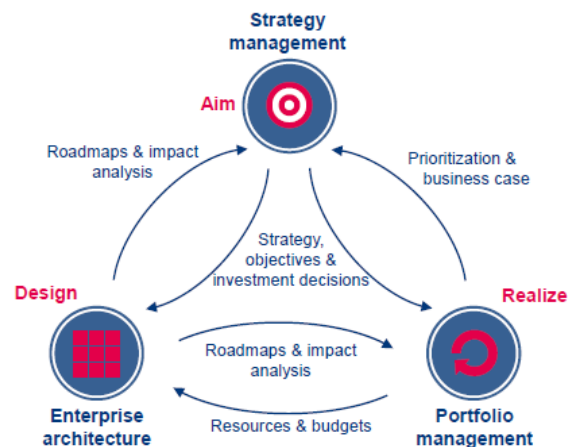 Strategy
management
Aim
Roadmaps & impact
analysis
Prioritization &
business case
Strategy,
objectives &
investment decisions
Design
Realize
Roadmaps & impact
analysis
Enterprise
architecture
Resources & budgets
Portfolio
management